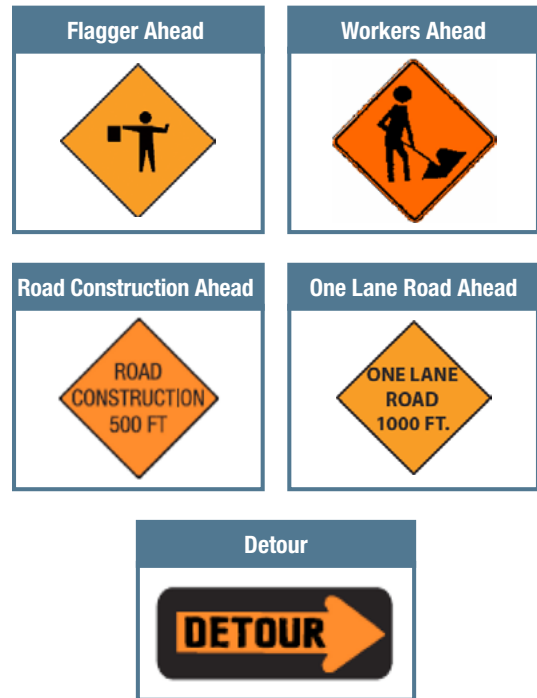 Flagger Ahead
Workers Ahead
Road Construction Ahead
ROAD
CONSTRUCTION
500 FT
One Lane Road Ahead
ONE LANE
ROAD
1000 FT.
Detour
DETOUR